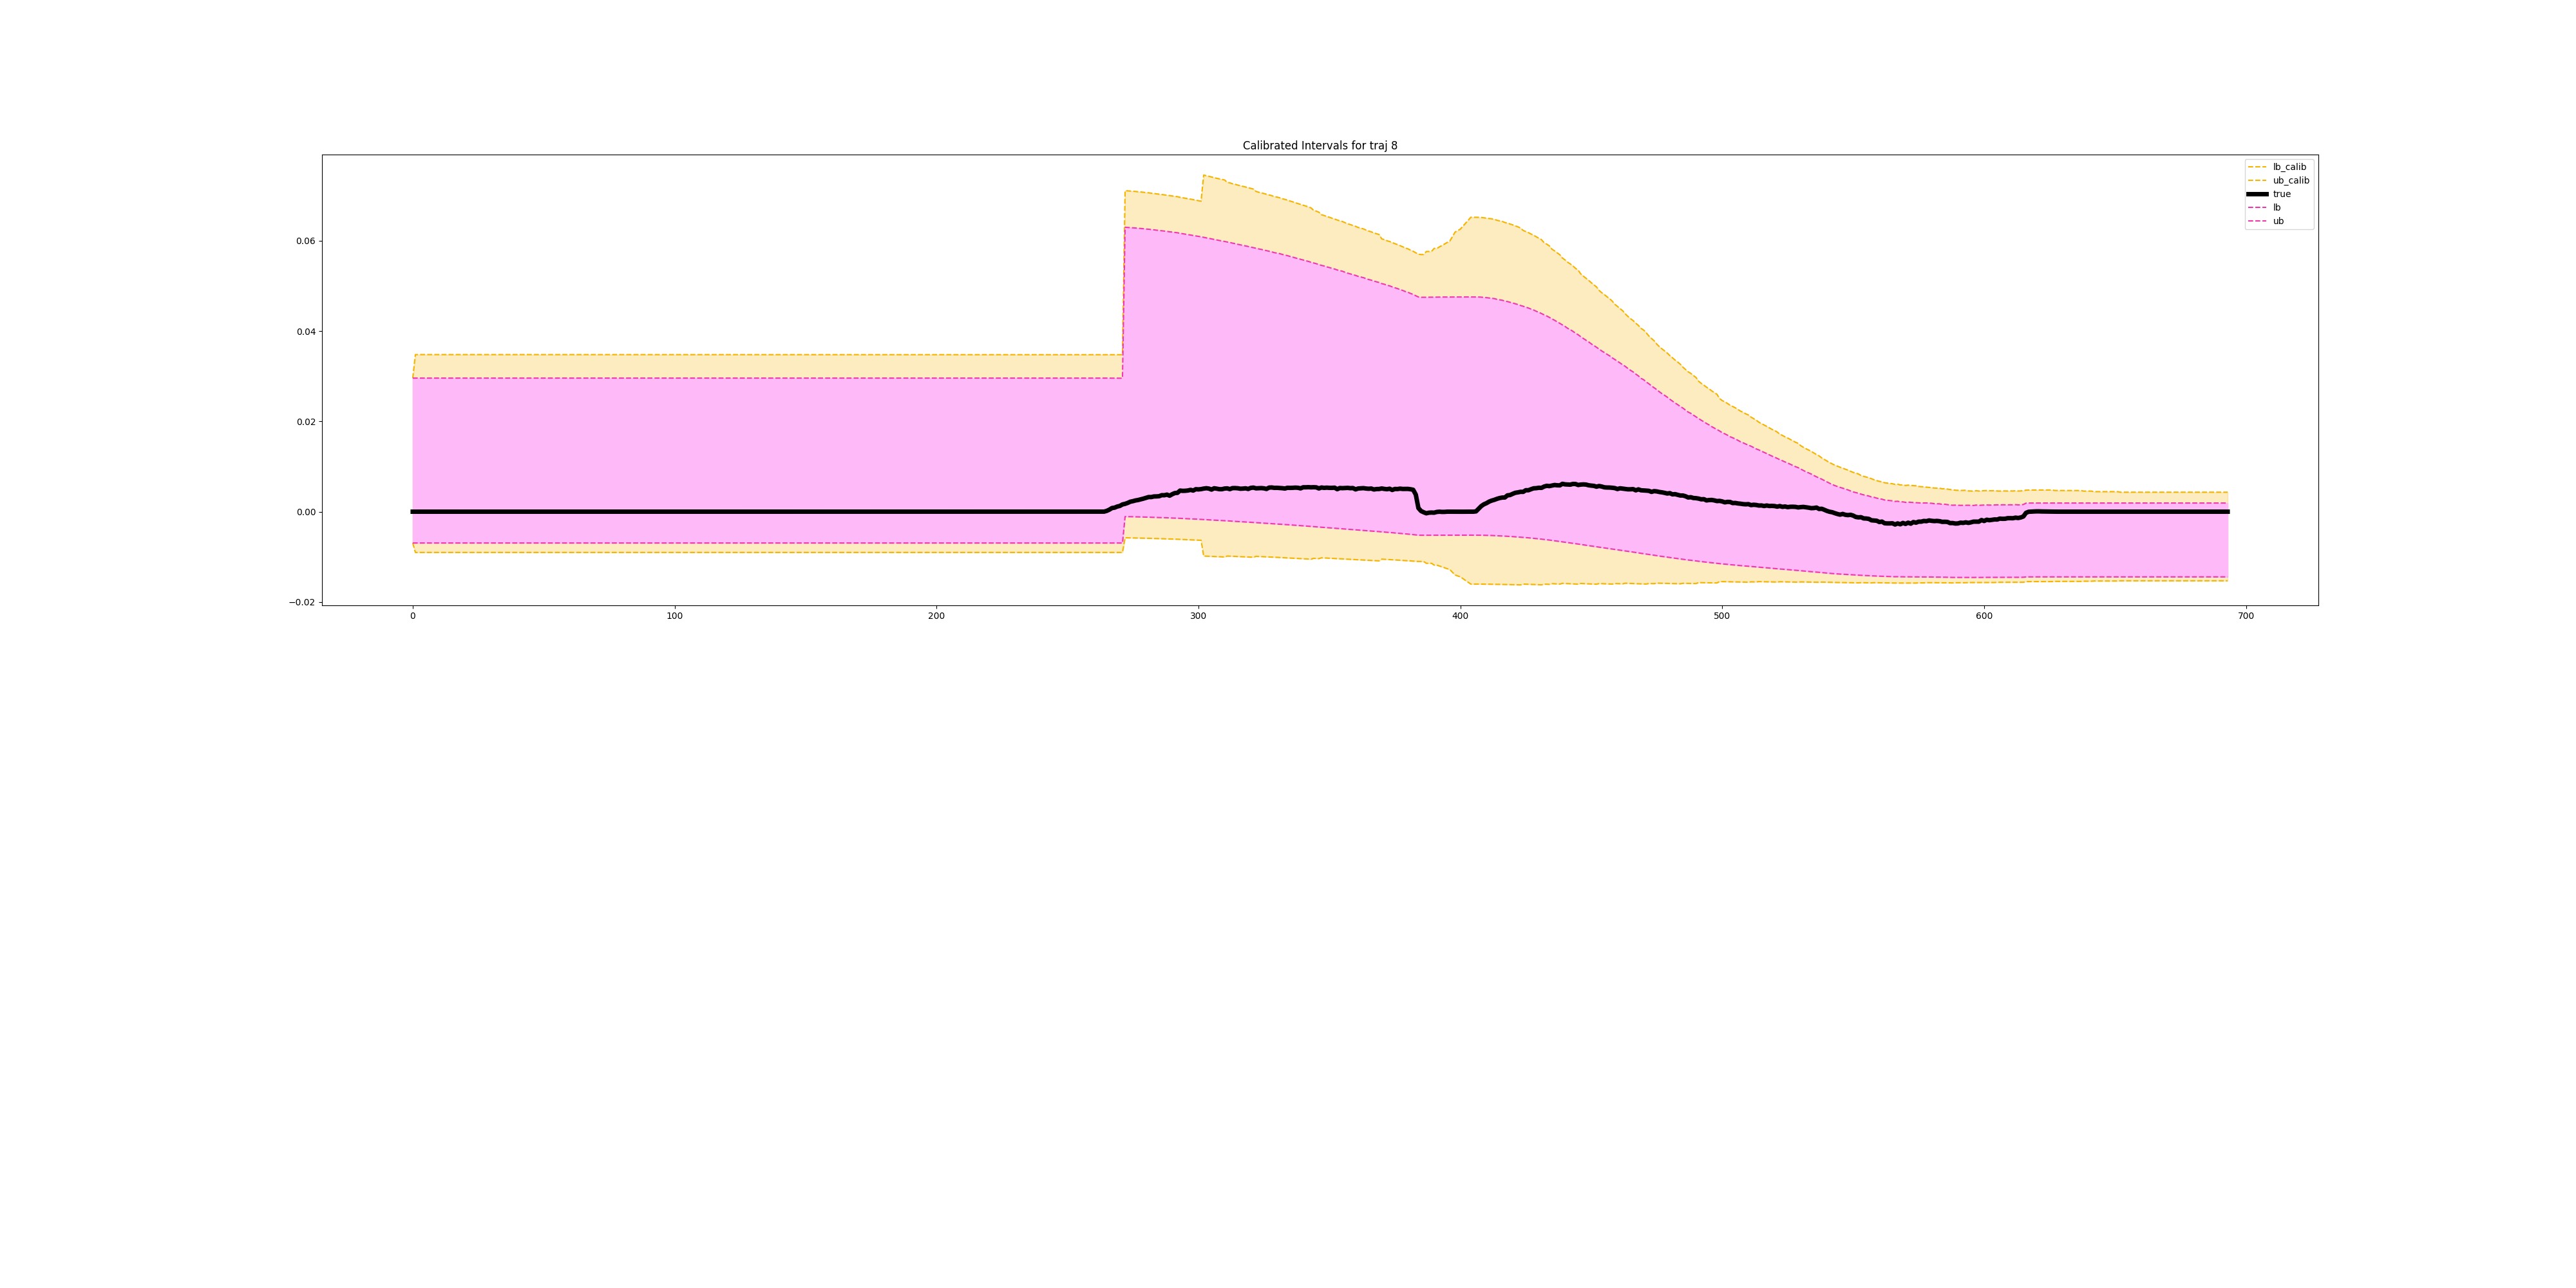 Calibrated Intervals for traj 8
lb_calib
ub_calib
true
lb
ub
0.06
0.04
0.02
0.00
−0.02
0 100 200 300 400 500 600 700